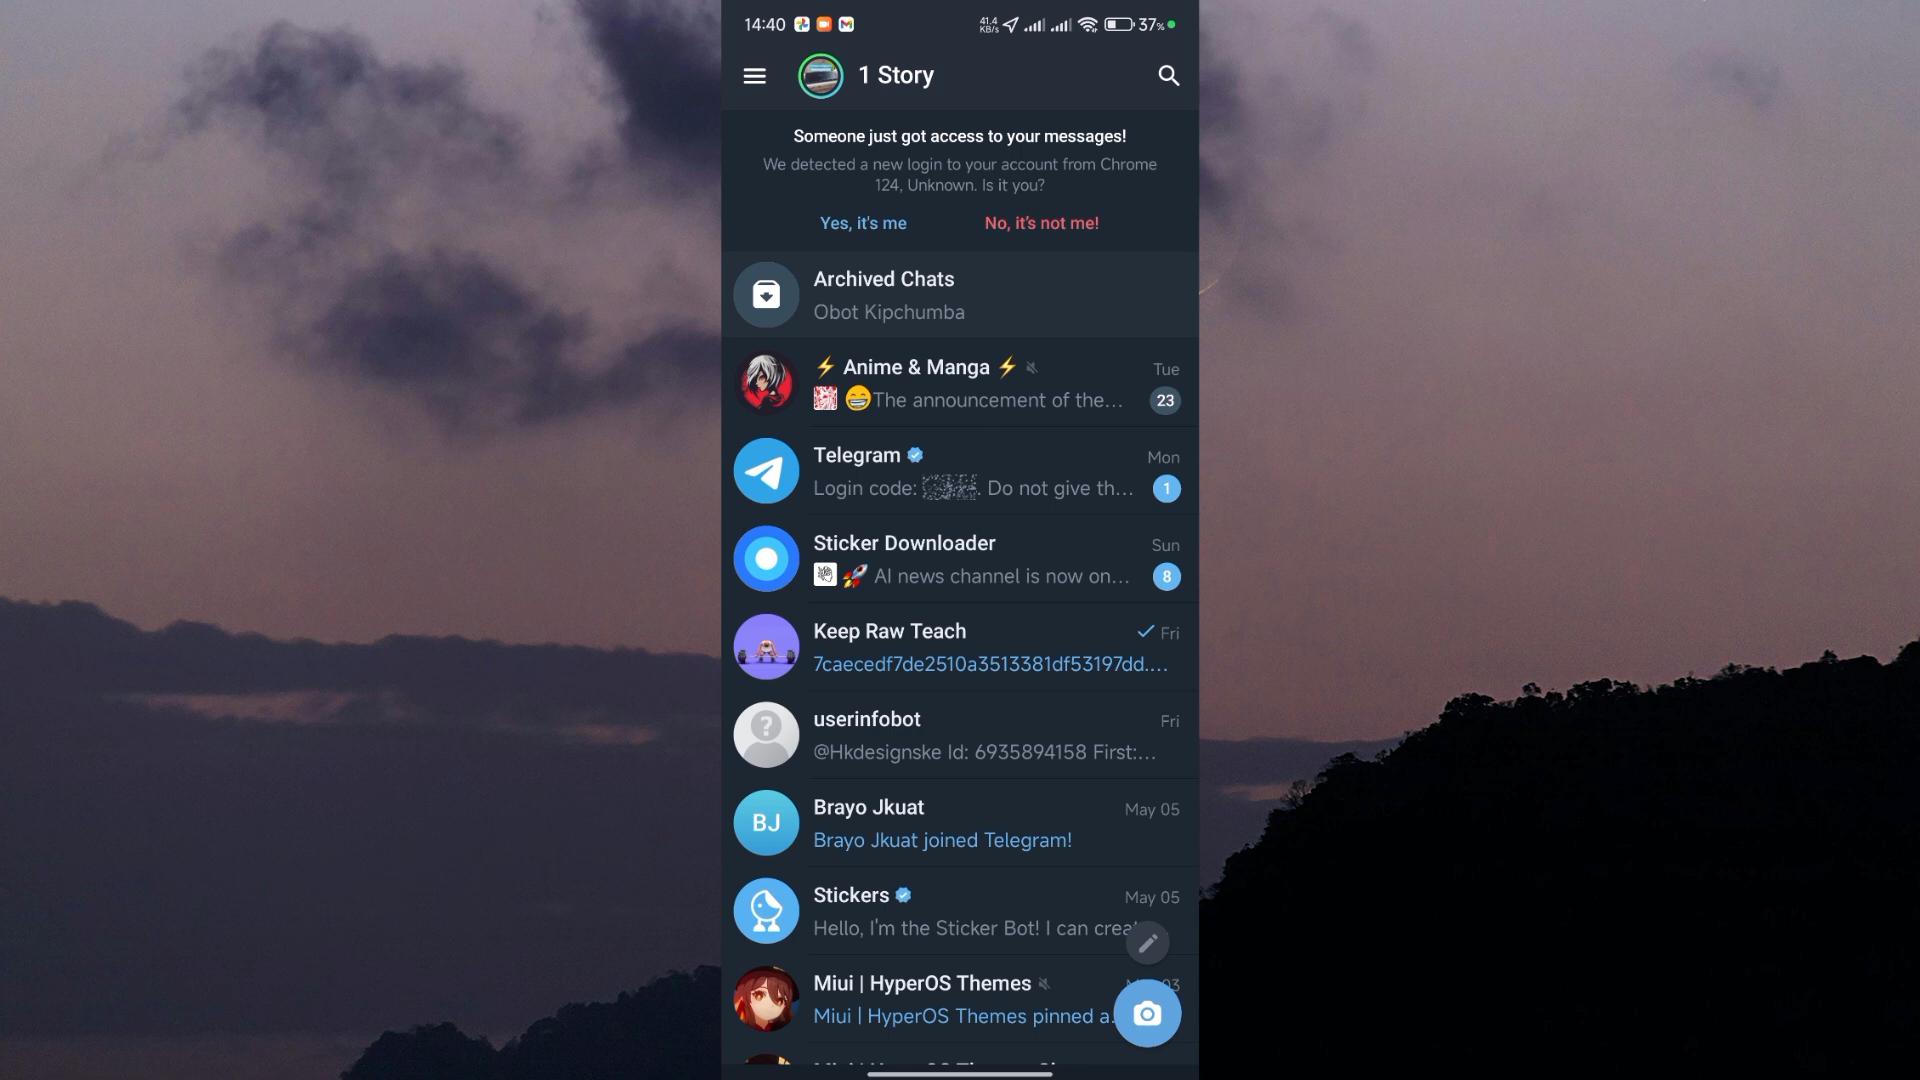 14:40 41.4 KB/s 37%
1 Story
Someone just got access to your messages!
We detected a new login to your account from Chrome
124, Unknown. Is it you?
Yes, it's me No, it's not me!
Archived Chats
Obot Kipchumba
⚡ Anime & Manga ⚡ Tue
😁The announcement of the... 23
Telegram Mon
Login code: . Do not give th... 1
Sticker Downloader Sun
🚀 AI news channel is now on... 8
Keep Raw Teach Fri
7caecedf7de2510a3513381df53197dd....
userinfobot Fri
@Hkdesignske Id: 6935894158 First:...
BJ
Brayo Jkuat May 05
Brayo Jkuat joined Telegram!
Stickers May 05
Hello, I'm the Sticker Bot! I can crea
Miui | HyperOS Themes 03
Miui | HyperOS Themes pinned a